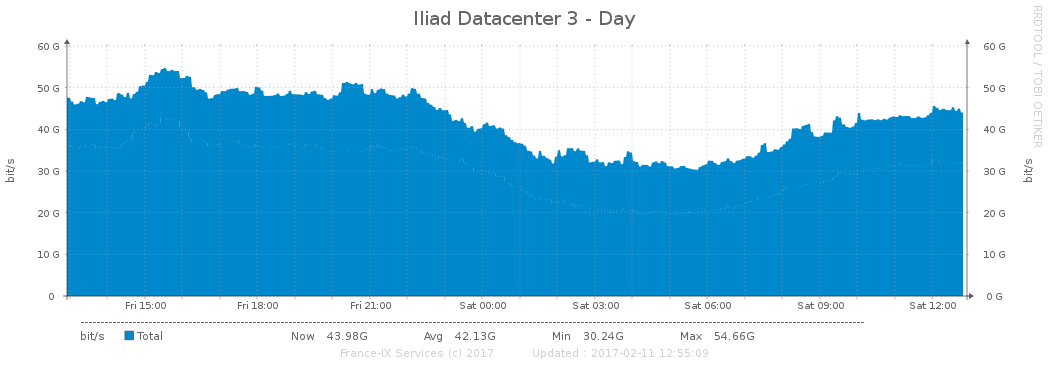 Iliad Datacenter 3 - Day
RRDTOOL / TOBI OETIKER
60 G 60 G
50 G 50 G
40 G 40 G
30 G 30 G
20 G 20 G
10 G 10 G
0 0 G
bit/s bit/s
Fri 15:00 Fri 18:00 Fri 21:00 Sat 00:00 Sat 03:00 Sat 06:00 Sat 09:00 Sat 12:00
bit/s Total Now 43.98G Avg 42.13G Min 30.24G Max 54.66G
France-IX Services (c) 2017 Updated : 2017-02-11 12:55:09